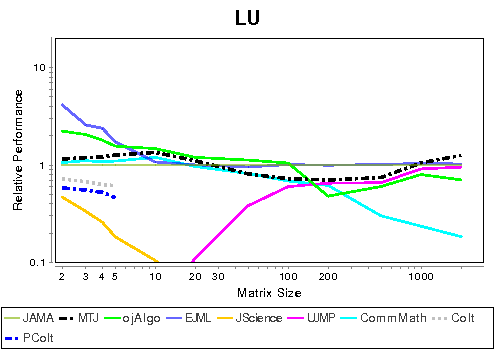 LU
10
1
0.1
Relative Performance
2 3 4 5 10 20 30 100 200 1000
Matrix Size
JAMA MTJ ojAlgo EJML JScience UJMP CommMath Colt
PColt